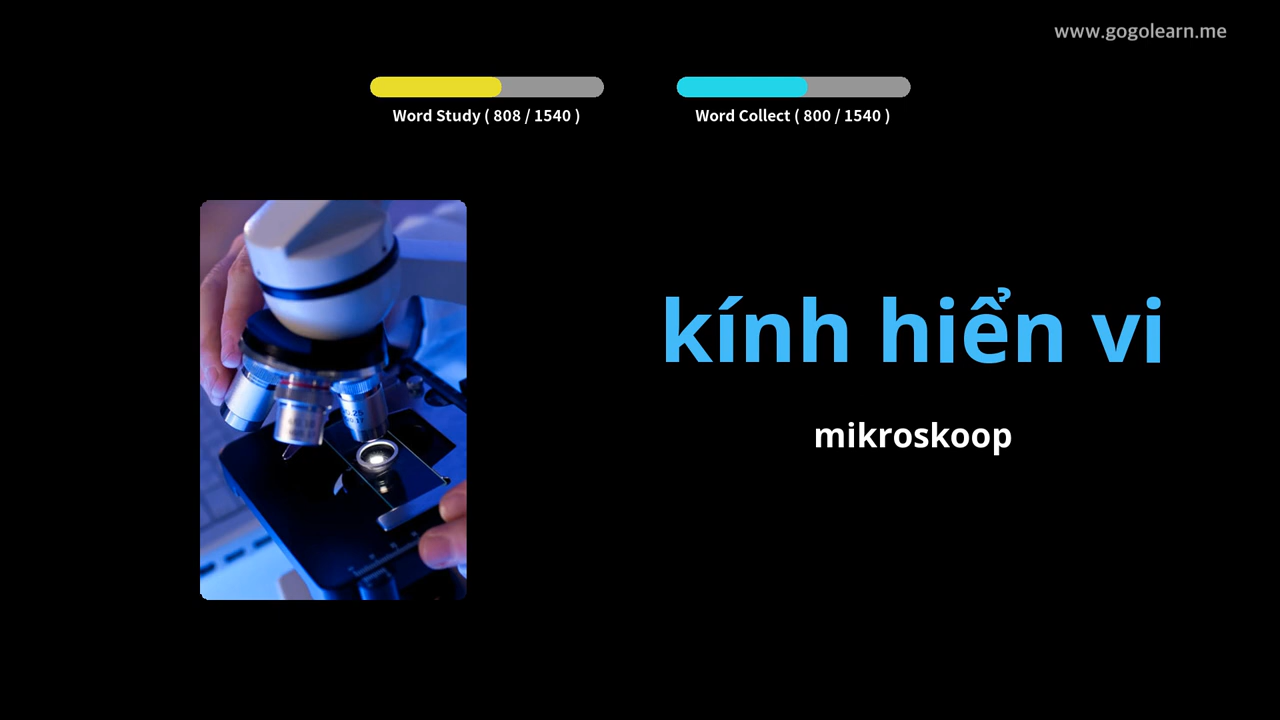 www.gogolearn.me
Word Study ( 808 / 1540 )
Word Collect ( 800 / 1540 )
kính hiển vi
mikroskoop